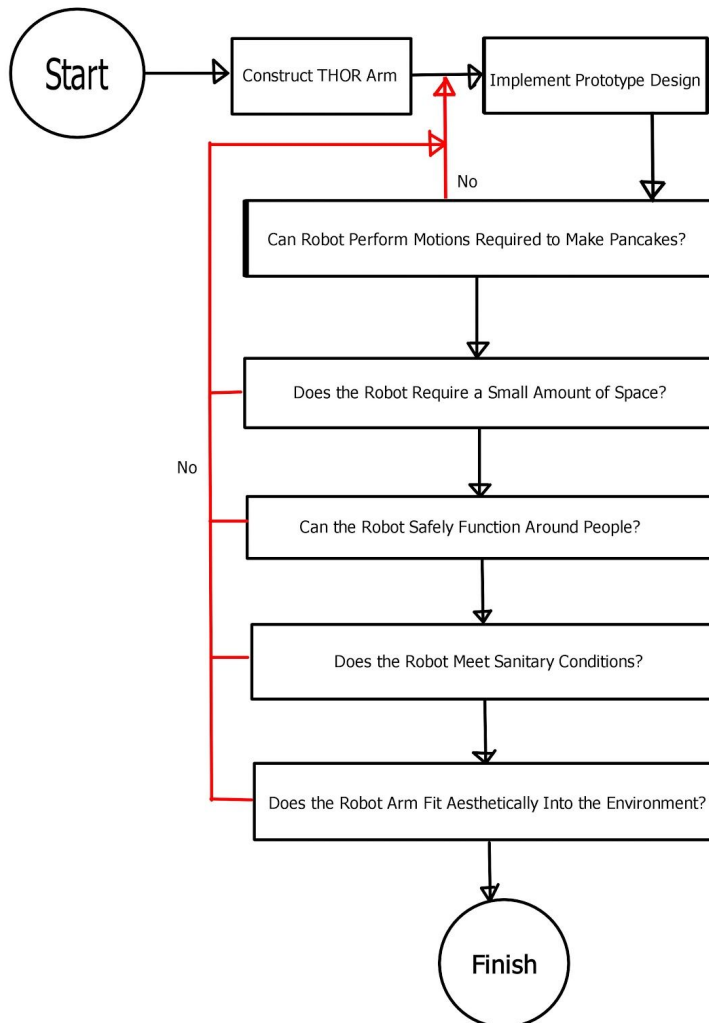 Start
Construct THOR Arm
Implement Prototype Design
No
Can Robot Perform Motions Required to Make Pancakes?
Does the Robot Require a Small Amount of Space?
No
Can the Robot Safely Function Around People?
Does the Robot Meet Sanitary Conditions?
Does the Robot Arm Fit Aesthetically Into the Environment?
Finish